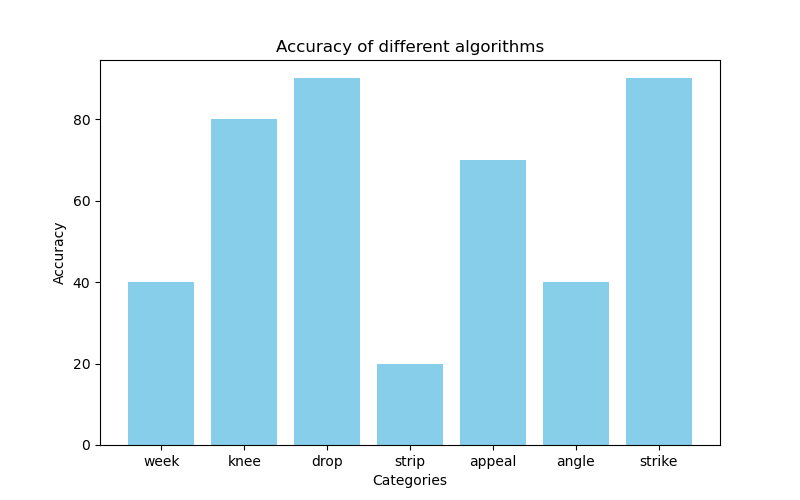 Accuracy of different algorithms
Accuracy
80
60
40
20
0
week knee drop strip appeal angle strike
Categories